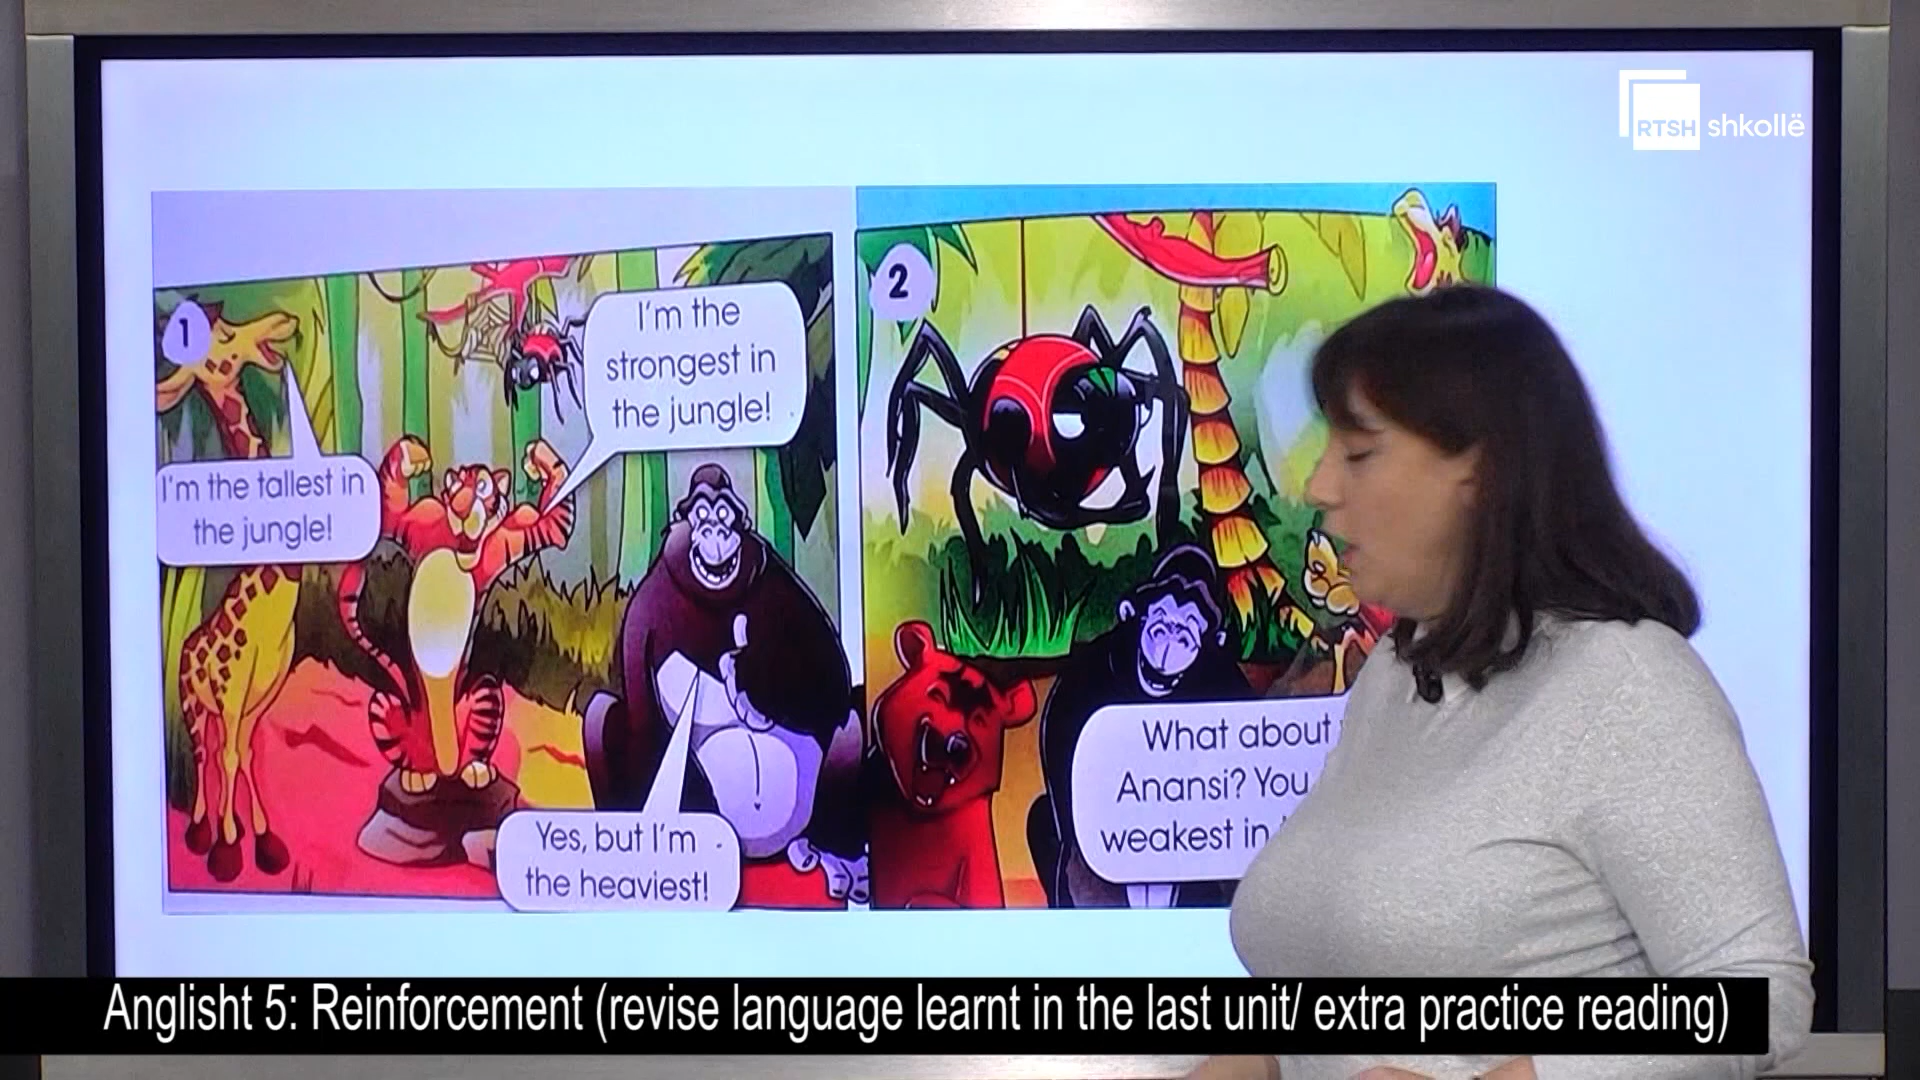 RTSH shkollë
1
I'm the
strongest in
the jungle!
I'm the tallest in
the jungle!
Yes, but I'm
the heaviest!
2
What about
Anansi? You
weakest in
Anglisht 5: Reinforcement (revise language learnt in the last unit/ extra practice reading)